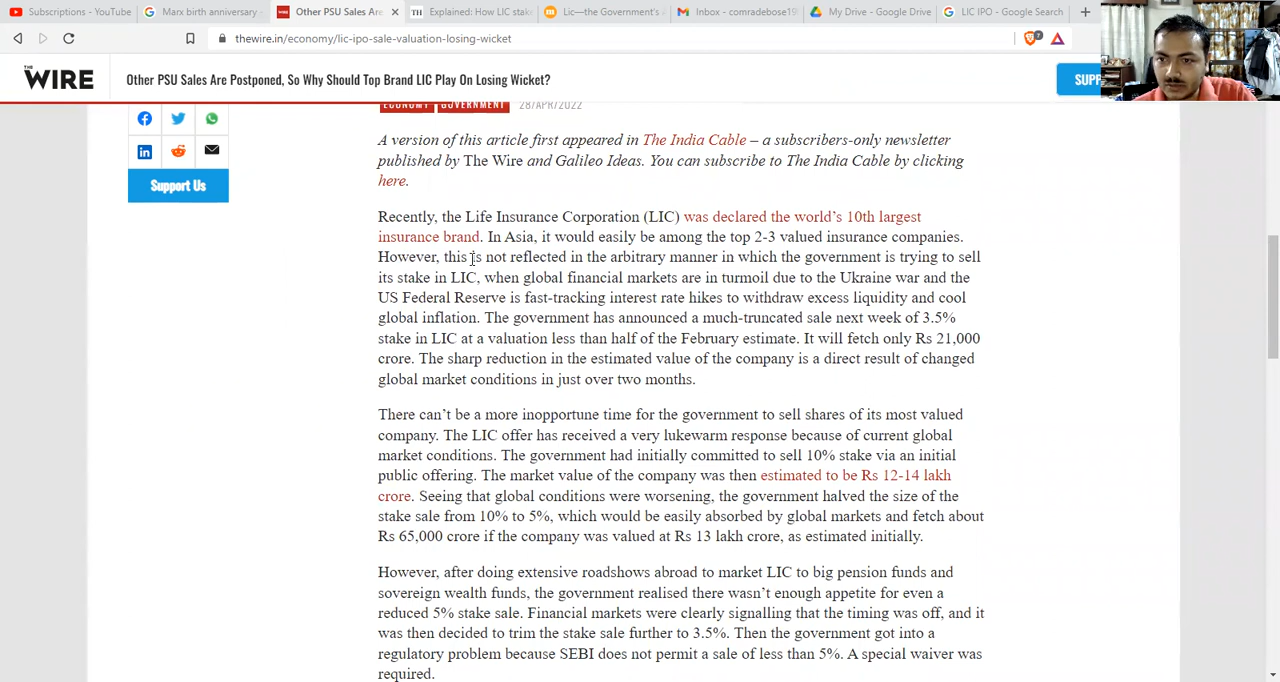 Subscriptions - YouTube
Marx birth anniversary
Other PSU Sales Are
Explained: How LIC stak
Lic—the Government's
Inbox - comradebose19
My Drive - Google Drive
LIC IPO - Google Search
thewire.in/economy/lic-ipo-sale-valuation-losing-wicket
7
THE
WIRE
Other PSU Sales Are Postponed, So Why Should Top Brand LIC Play On Losing Wicket?
SUPP
ECONOMY GOVERNMENT 28/APR/2022
Support Us
A version of this article first appeared in The India Cable – a subscribers-only newsletter
published by The Wire and Galileo Ideas. You can subscribe to The India Cable by clicking
here.
Recently, the Life Insurance Corporation (LIC) was declared the world's 10th largest
insurance brand. In Asia, it would easily be among the top 2-3 valued insurance companies.
However, this is not reflected in the arbitrary manner in which the government is trying to sell
its stake in LIC, when global financial markets are in turmoil due to the Ukraine war and the
US Federal Reserve is fast-tracking interest rate hikes to withdraw excess liquidity and cool
global inflation. The government has announced a much-truncated sale next week of 3.5%
stake in LIC at a valuation less than half of the February estimate. It will fetch only Rs 21,000
crore. The sharp reduction in the estimated value of the company is a direct result of changed
global market conditions in just over two months.
There can't be a more inopportune time for the government to sell shares of its most valued
company. The LIC offer has received a very lukewarm response because of current global
market conditions. The government had initially committed to sell 10% stake via an initial
public offering. The market value of the company was then estimated to be Rs 12-14 lakh
crore. Seeing that global conditions were worsening, the government halved the size of the
stake sale from 10% to 5%, which would be easily absorbed by global markets and fetch about
Rs 65,000 crore if the company was valued at Rs 13 lakh crore, as estimated initially.
However, after doing extensive roadshows abroad to market LIC to big pension funds and
sovereign wealth funds, the government realised there wasn't enough appetite for even a
reduced 5% stake sale. Financial markets were clearly signalling that the timing was off, and it
was then decided to trim the stake sale further to 3.5%. Then the government got into a
regulatory problem because SEBI does not permit a sale of less than 5%. A special waiver was
required.